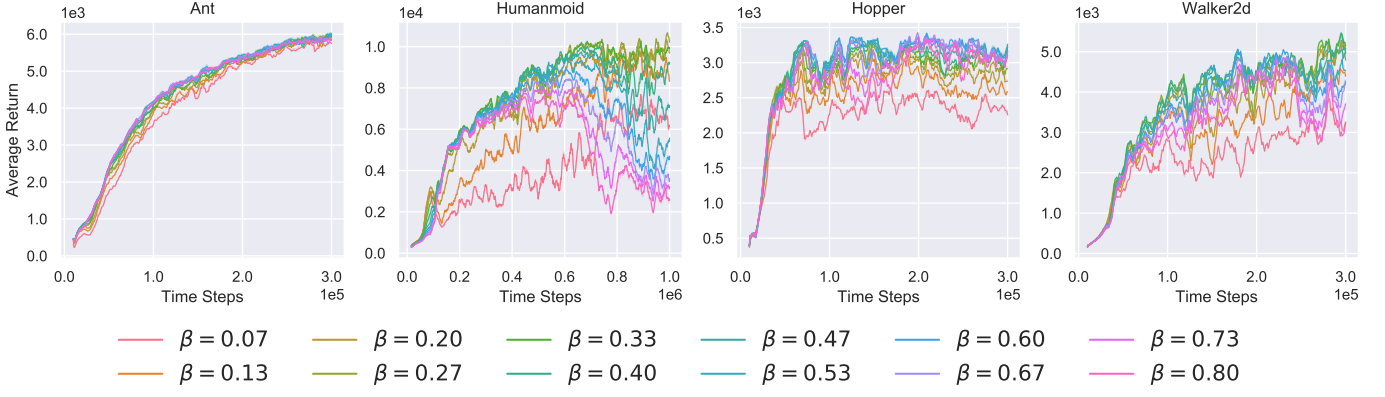 Ant
1e3
6.0
5.0
4.0
3.0
2.0
1.0
0.0
Average Return
0.0 1.0 2.0 3.0
1e5
Time Steps
Humanmoid
1e4
1.0
0.8
0.6
0.4
0.2
0.0
0.0 0.2 0.4 0.6 0.8 1.0
1e6
Time Steps
Hopper
1e3
3.5
3.0
2.5
2.0
1.5
1.0
0.5
0.0 1.0 2.0 3.0
1e5
Time Steps
Walker2d
1e3
5.0
4.0
3.0
2.0
1.0
0.0
0.0 1.0 2.0 3.0
1e5
Time Steps
β = 0.07 β = 0.20 β = 0.33 β = 0.47 β = 0.60 β = 0.73
β = 0.13 β = 0.27 β = 0.40 β = 0.53 β = 0.67 β = 0.80